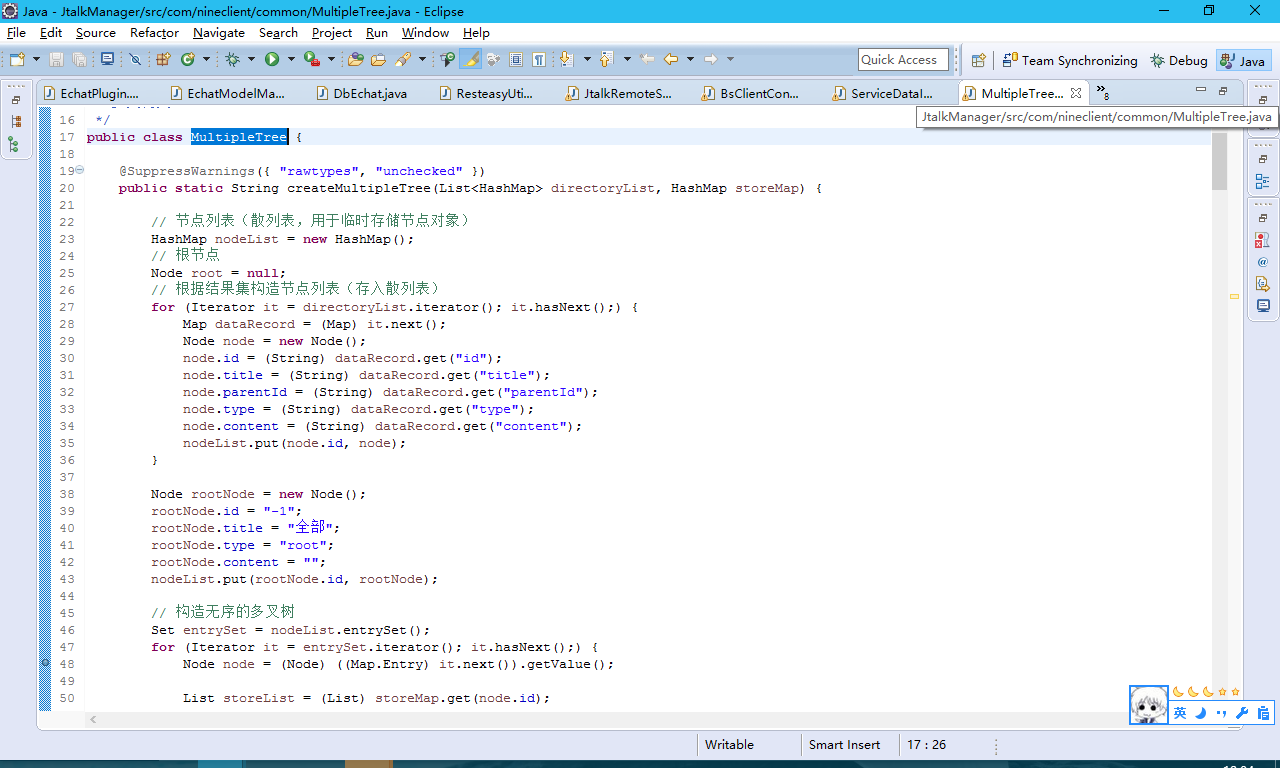 Java - JtalkManager/src/com/nineclient/common/MultipleTree.java - Eclipse
File Edit Source Refactor Navigate Search Project Run Window Help
Quick Access
Team Synchronizing Debug Java
EchatPlugin.... EchatModelMa... DbEchat.java ResteasyUti... JtalkRemoteS... BsClientCon... ServiceDataI... MultipleTree... »8
JtalkManager/src/com/nineclient/common/MultipleTree.java
16 */
17 public class MultipleTree {
18
19 @SuppressWarnings({ "rawtypes", "unchecked" })
20 public static String createMultipleTree(List<HashMap> directoryList, HashMap storeMap) {
21
22 // 节点列表（散列表，用于临时存储节点对象）
23 HashMap nodeList = new HashMap();
24 // 根节点
25 Node root = null;
26 // 根据结果集构造节点列表（存入散列表）
27 for (Iterator it = directoryList.iterator(); it.hasNext();) {
28 Map dataRecord = (Map) it.next();
29 Node node = new Node();
30 node.id = (String) dataRecord.get("id");
31 node.title = (String) dataRecord.get("title");
32 node.parentId = (String) dataRecord.get("parentId");
33 node.type = (String) dataRecord.get("type");
34 node.content = (String) dataRecord.get("content");
35 nodeList.put(node.id, node);
36 }
37
38 Node rootNode = new Node();
39 rootNode.id = "-1";
40 rootNode.title = "全部";
41 rootNode.type = "root";
42 rootNode.content = "";
43 nodeList.put(rootNode.id, rootNode);
44
45 // 构造无序的多叉树
46 Set entrySet = nodeList.entrySet();
47 for (Iterator it = entrySet.iterator(); it.hasNext();) {
48 Node node = (Node) ((Map.Entry) it.next()).getValue();
49
50 List storeList = (List) storeMap.get(node.id);
英
Writable Smart Insert 17 : 26